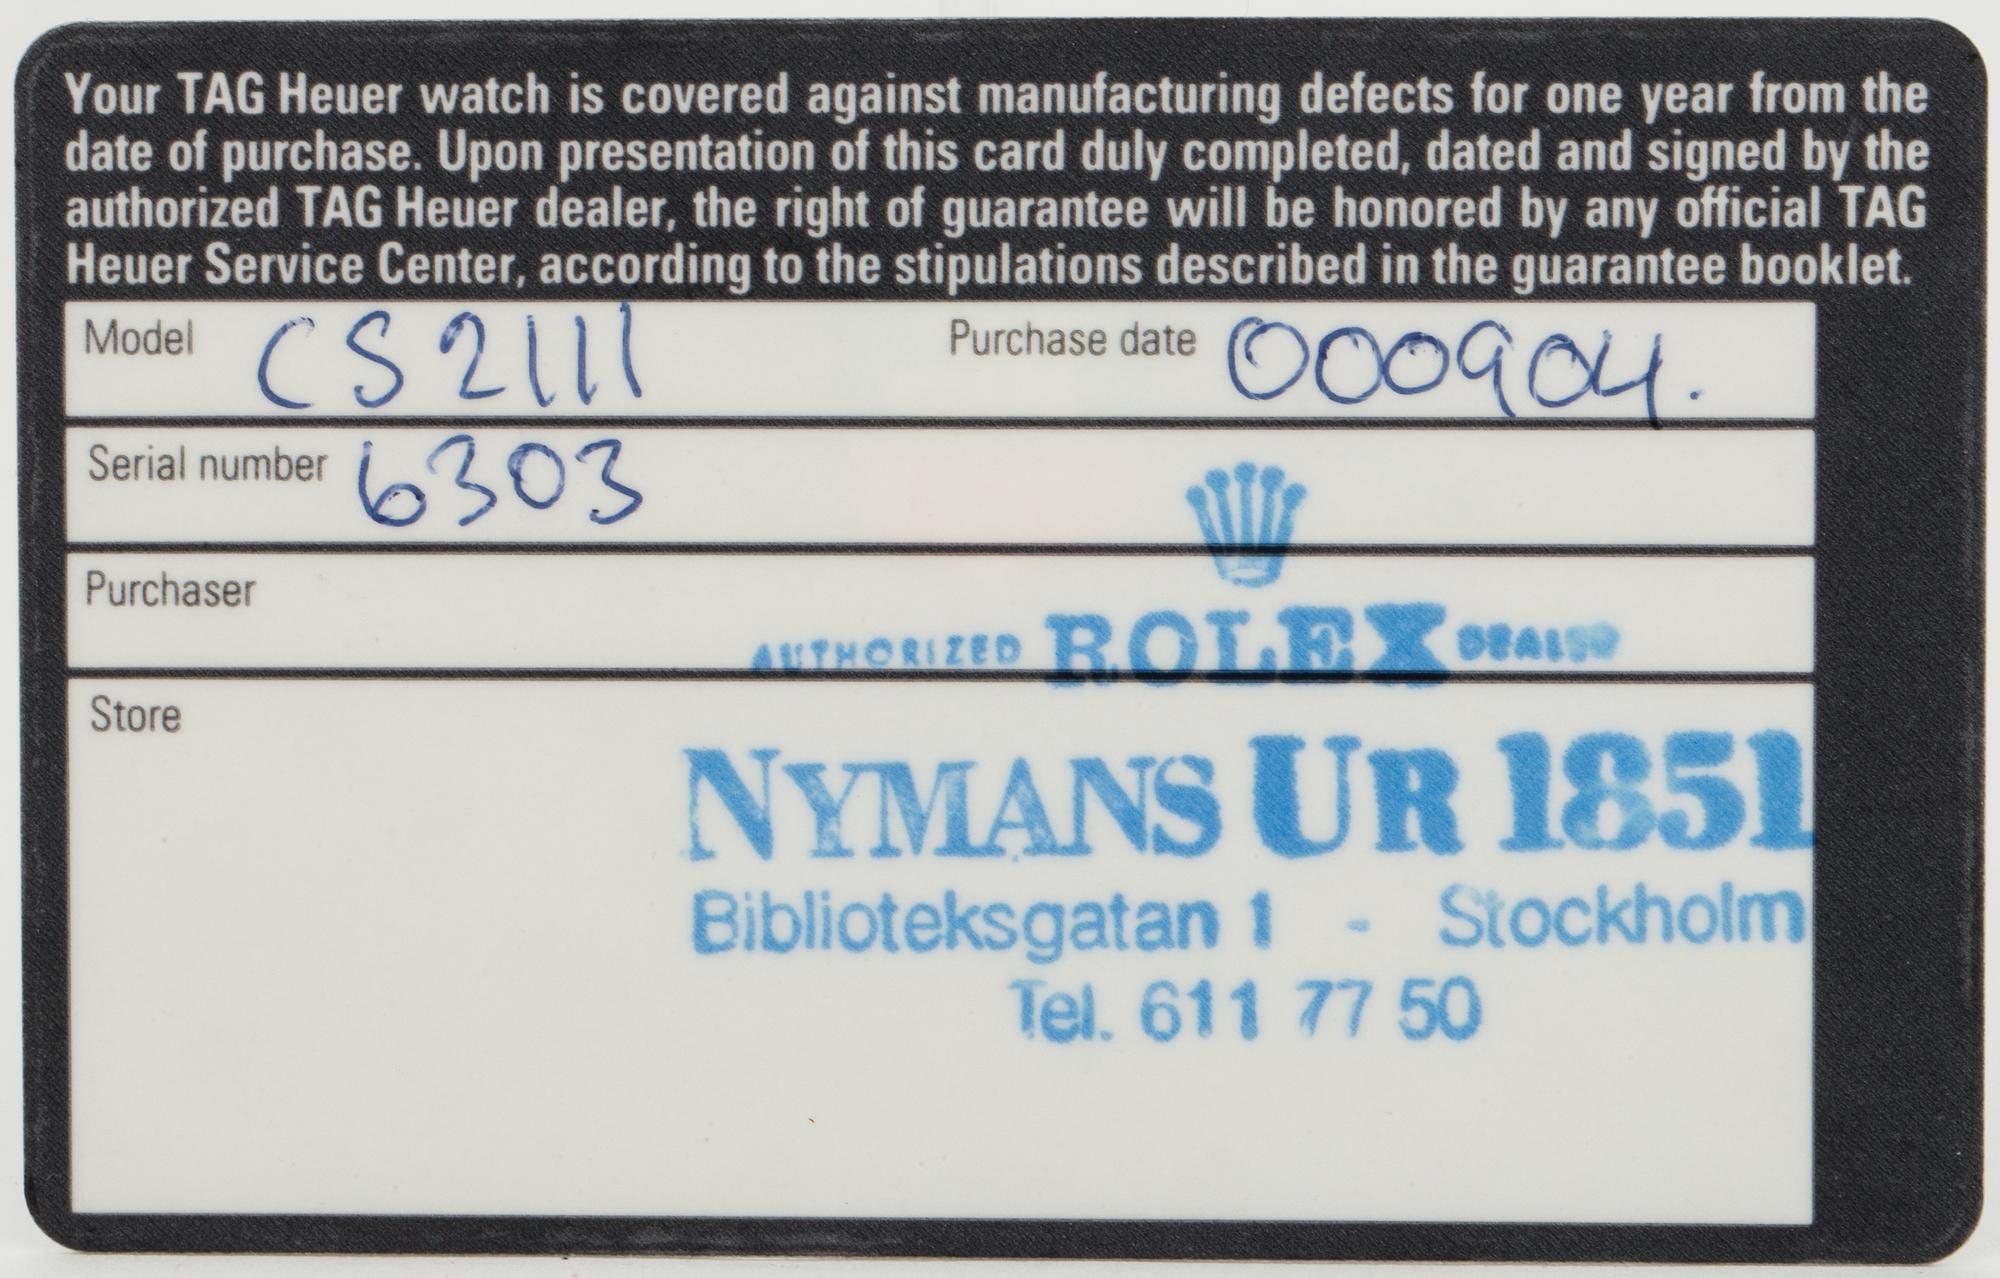 Your TAG Heuer watch is covered against manufacturing defects for one year from the
date of purchase. Upon presentation of this card duly completed, dated and signed by the
authorized TAG Heuer dealer, the right of guarantee will be honored by any official TAG
Heuer Service Center, according to the stipulations described in the guarantee booklet.
Model CS2111 Purchase date 000904.
Serial number 6303
Purchaser
AUTHORIZED ROLEX DEALER
Store
NYMANS UR 1851
Biblioteksgatan 1 - Stockholm
Tel. 611 77 50